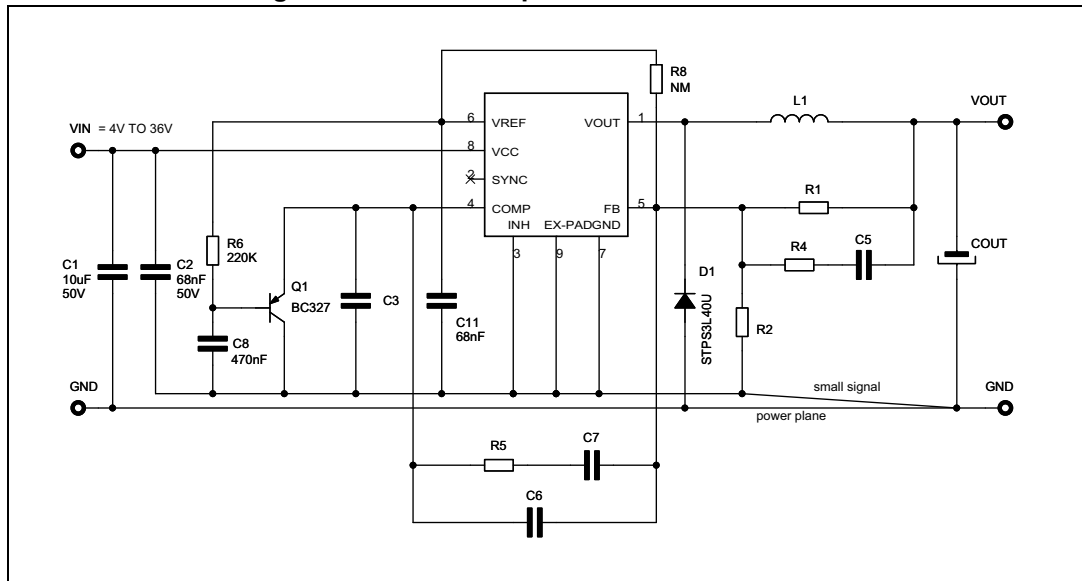 R8
NM
L1
VOUT
VIN = 4V TO 36V
6
VREF
VOUT
1
8
VCC
2
SYNC
4
COMP
FB
5
INH
EX-PADGND
3
9
7
R1
R6
220K
R4
C5
COUT
C1
10uF
50V
C2
68nF
50V
Q1
BC327
C3
C11
68nF
D1
STPS3L40U
R2
C8
470nF
GND
small signal
GND
power plane
R5
C7
C6